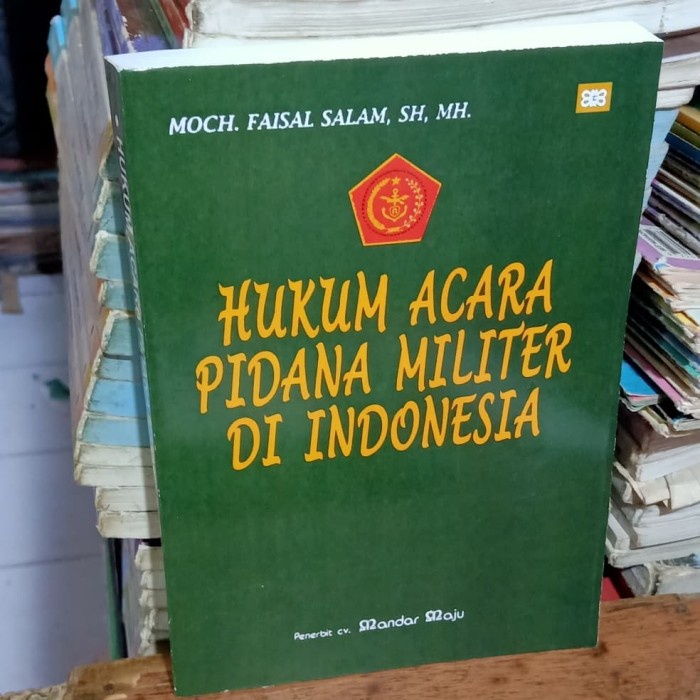 MOCH. FAISAL SALAM, SH, MH.
HUKUM ACARA
PIDANA MILITER
DI INDONESIA
Penerbit cv. Mandar Maju